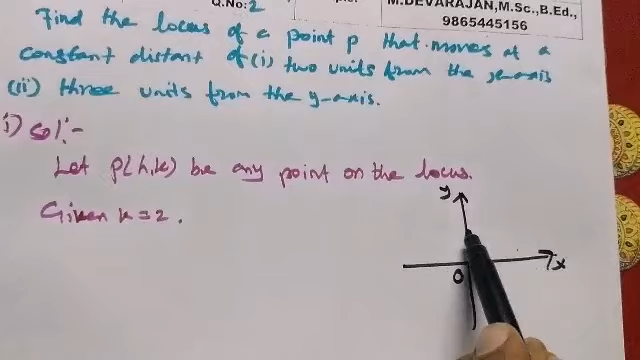 Q.No:2
M.DEVARAJAN,M.Sc.,B.Ed.,
9865445156
Find the locus of a point P that moves at a
constant distant of (i) two units from the x-axis
(ii) three units from the y-axis.
i) Sol:-
Let P(h,k) be any point on the locus.
Given k=2.
y
x
0